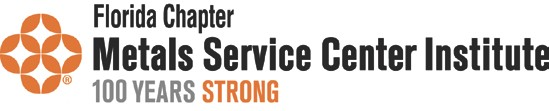 Florida Chapter
Metals Service Center Institute
®
100 YEARS STRONG